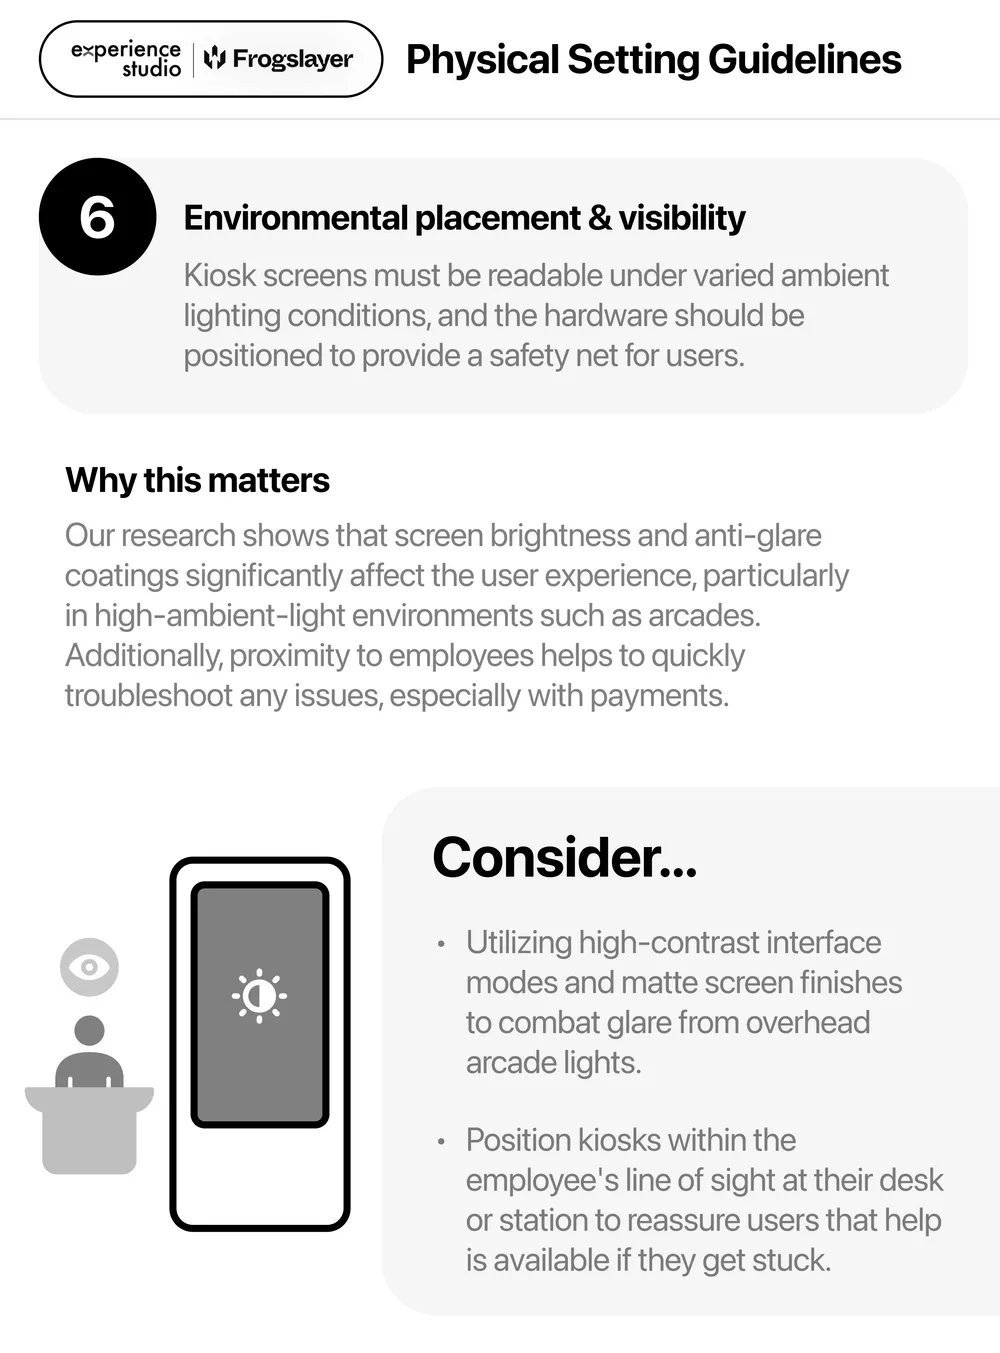 experience
studio
Frogslayer
Physical Setting Guidelines
6
Environmental placement & visibility
Kiosk screens must be readable under varied ambient
lighting conditions, and the hardware should be
positioned to provide a safety net for users.
Why this matters
Our research shows that screen brightness and anti-glare
coatings significantly affect the user experience, particularly
in high-ambient-light environments such as arcades.
Additionally, proximity to employees helps to quickly
troubleshoot any issues, especially with payments.
Consider...
• Utilizing high-contrast interface
modes and matte screen finishes
to combat glare from overhead
arcade lights.
• Position kiosks within the
employee's line of sight at their desk
or station to reassure users that help
is available if they get stuck.